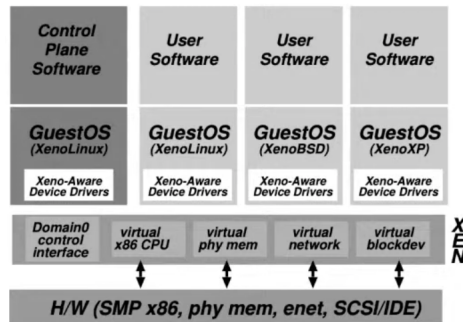 Control
Plane
Software
User
Software
User
Software
User
Software
GuestOS
(XenoLinux)
Xeno-Aware
Device Drivers
GuestOS
(XenoLinux)
Xeno-Aware
Device Drivers
GuestOS
(XenoBSD)
Xeno-Aware
Device Drivers
GuestOS
(XenoXP)
Xeno-Aware
Device Drivers
Domain0
control
interface
virtual
x86 CPU
virtual
phy mem
virtual
network
virtual
blockdev
X
E
N
H/W (SMP x86, phy mem, enet, SCSI/IDE)